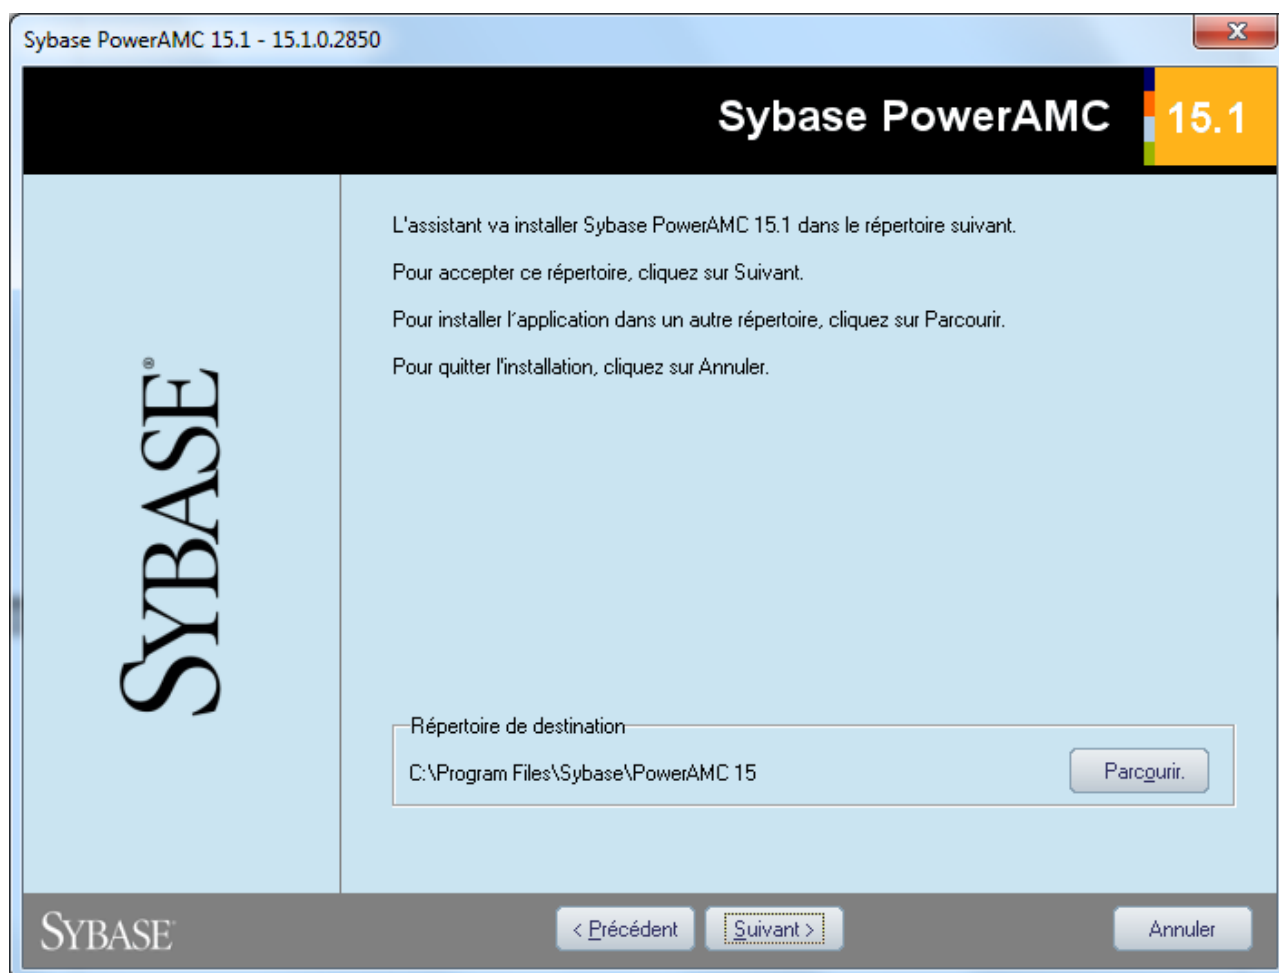 Sybase PowerAMC 15.1 - 15.1.0.2850
Sybase PowerAMC 15.1
L'assistant va installer Sybase PowerAMC 15.1 dans le répertoire suivant.
Pour accepter ce répertoire, cliquez sur Suivant.
Pour installer l´application dans un autre répertoire, cliquez sur Parcourir.
Pour quitter l'installation, cliquez sur Annuler.
SYBASE®
Répertoire de destination
C:\Program Files\Sybase\PowerAMC 15
Parcourir.
SYBASE
< Précédent
Suivant >
Annuler